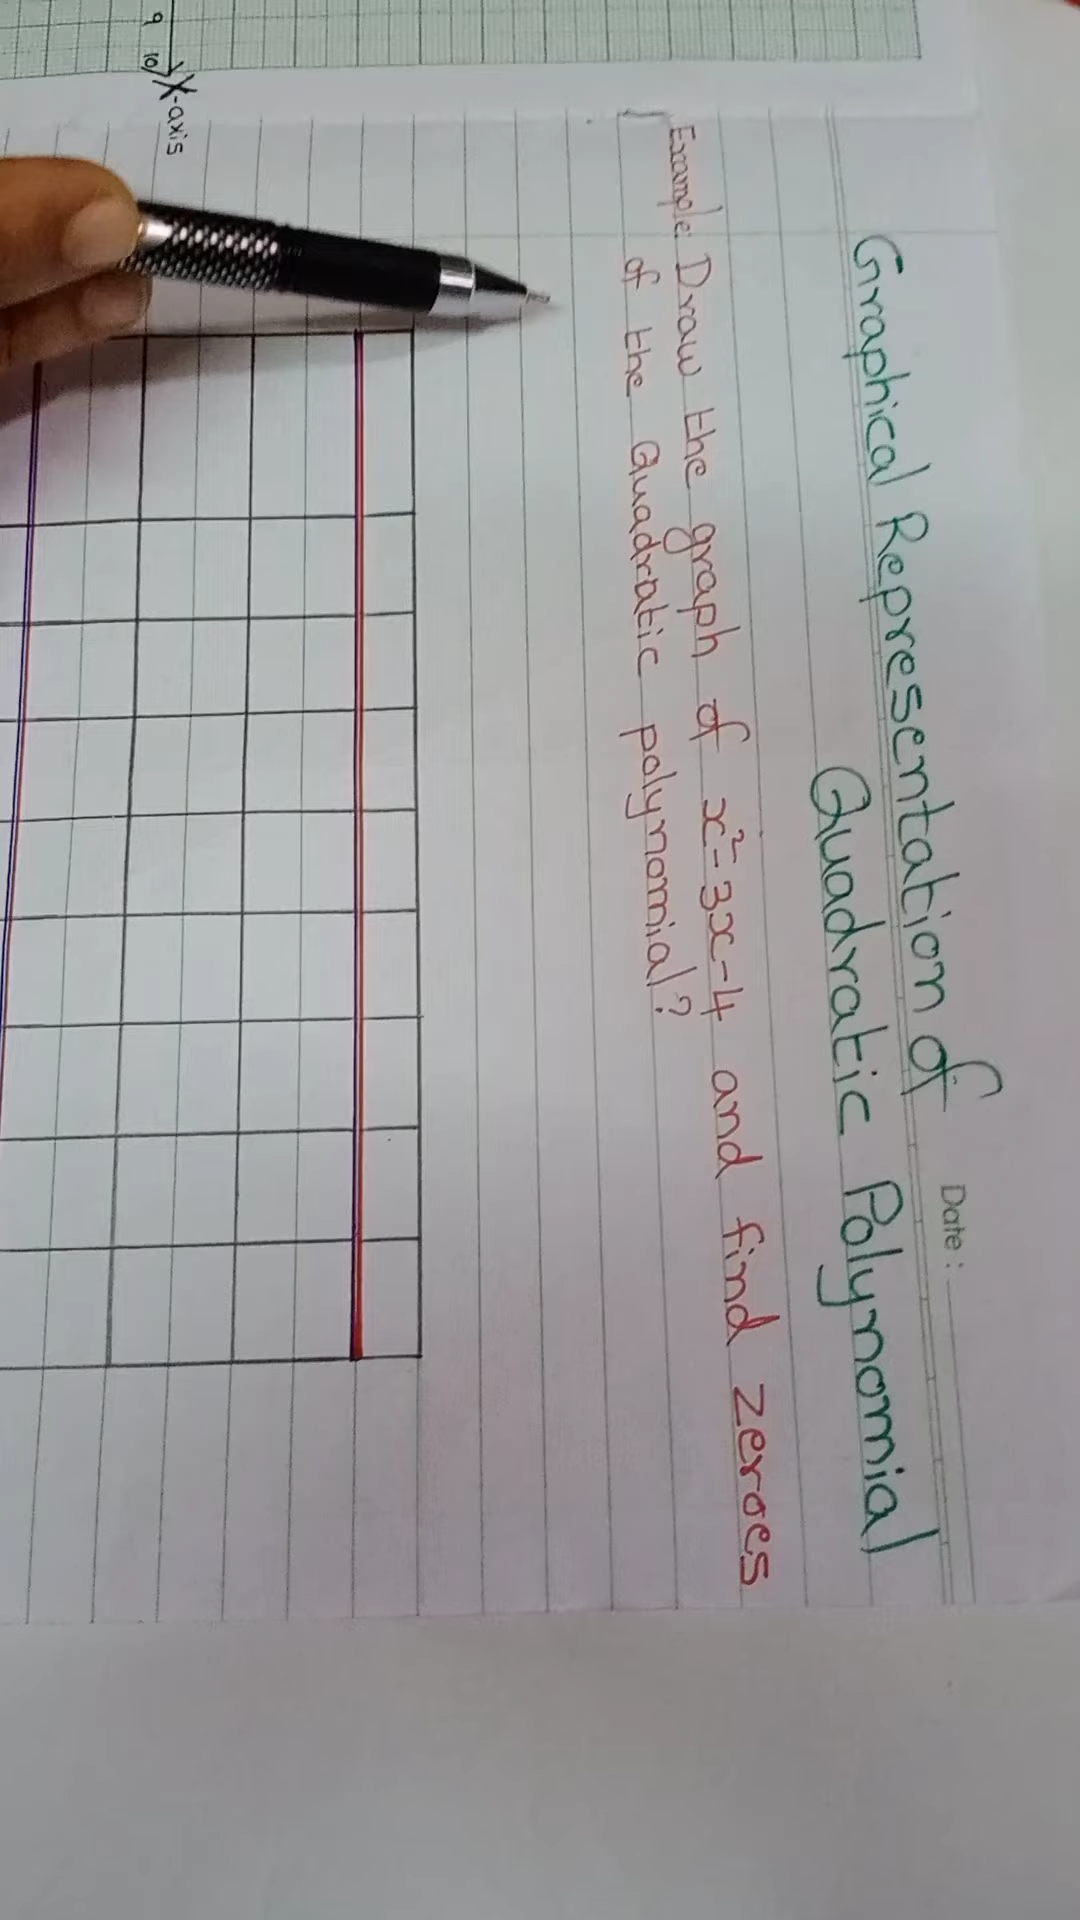 Date:
Graphical Representation of
Quadratic Polynomial
Example: Draw the graph of x²-3x-4 and find zeroes
of the Quadratic polynomial?
9 10 X-axis